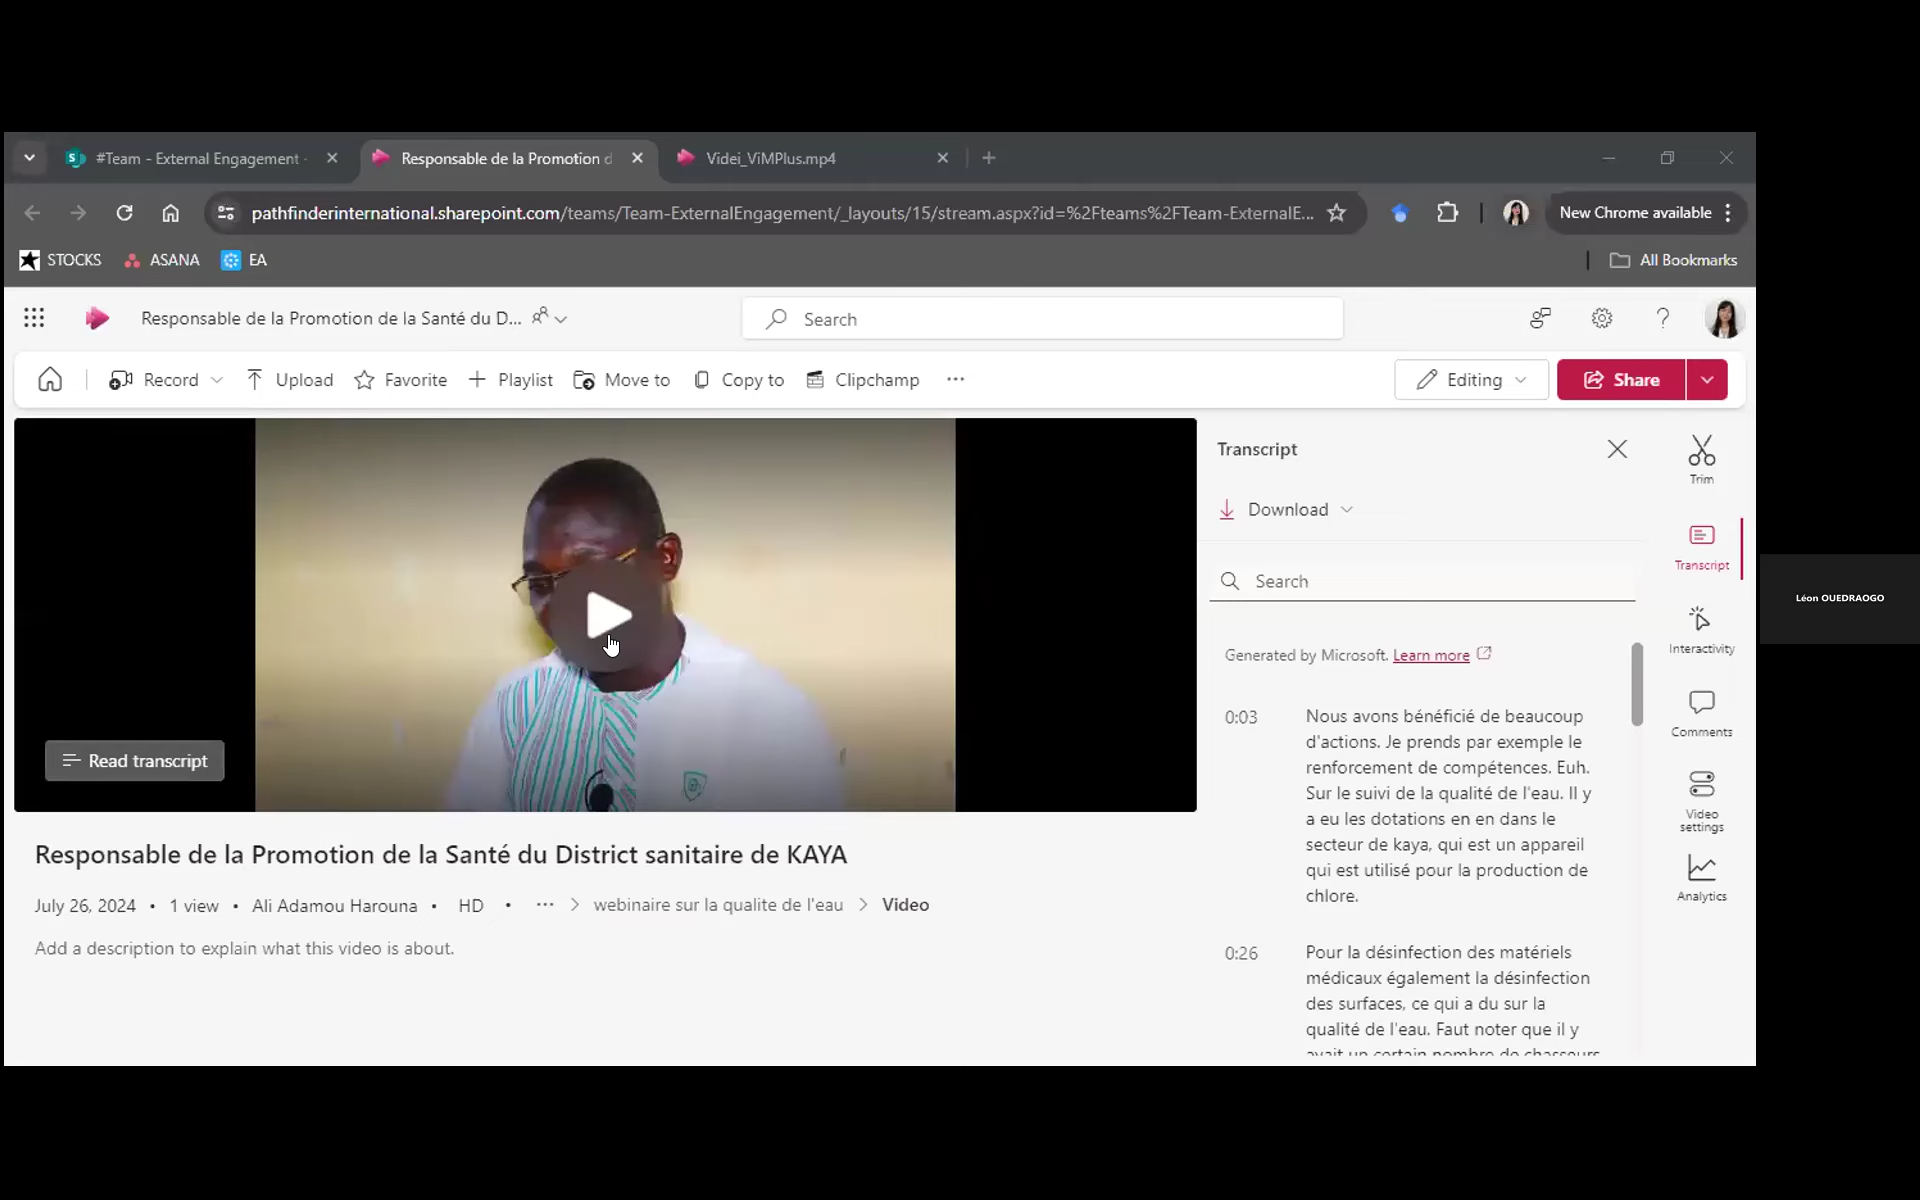 #Team - External Engagement -
Responsable de la Promotion d
Videi_ViMPlus.mp4
pathfinderinternational.sharepoint.com/teams/Team-ExternalEngagement/_layouts/15/stream.aspx?id=%2Fteams%2FTeam-ExternalE...
New Chrome available
STOCKS
ASANA
EA
All Bookmarks
Responsable de la Promotion de la Santé du D...
Search
Record
Upload
Favorite
Playlist
Move to
Copy to
Clipchamp
Editing
Share
Read transcript
Transcript
Download
Search
Generated by Microsoft. Learn more
0:03
Nous avons bénéficié de beaucoup
d'actions. Je prends par exemple le
renforcement de compétences. Euh.
Sur le suivi de la qualité de l'eau. Il y
a eu les dotations en en dans le
secteur de kaya, qui est un appareil
qui est utilisé pour la production de
chlore.
0:26
Pour la désinfection des matériels
médicaux également la désinfection
des surfaces, ce qui a du sur la
qualité de l'eau. Faut noter que il y
avait un certain nombre de chasseurs
Trim
Transcript
Interactivity
Comments
Video
settings
Analytics
Responsable de la Promotion de la Santé du District sanitaire de KAYA
July 26, 2024 • 1 view • Ali Adamou Harouna • HD • ... > webinaire sur la qualite de l'eau > Video
Add a description to explain what this video is about.
Léon OUEDRAOGO